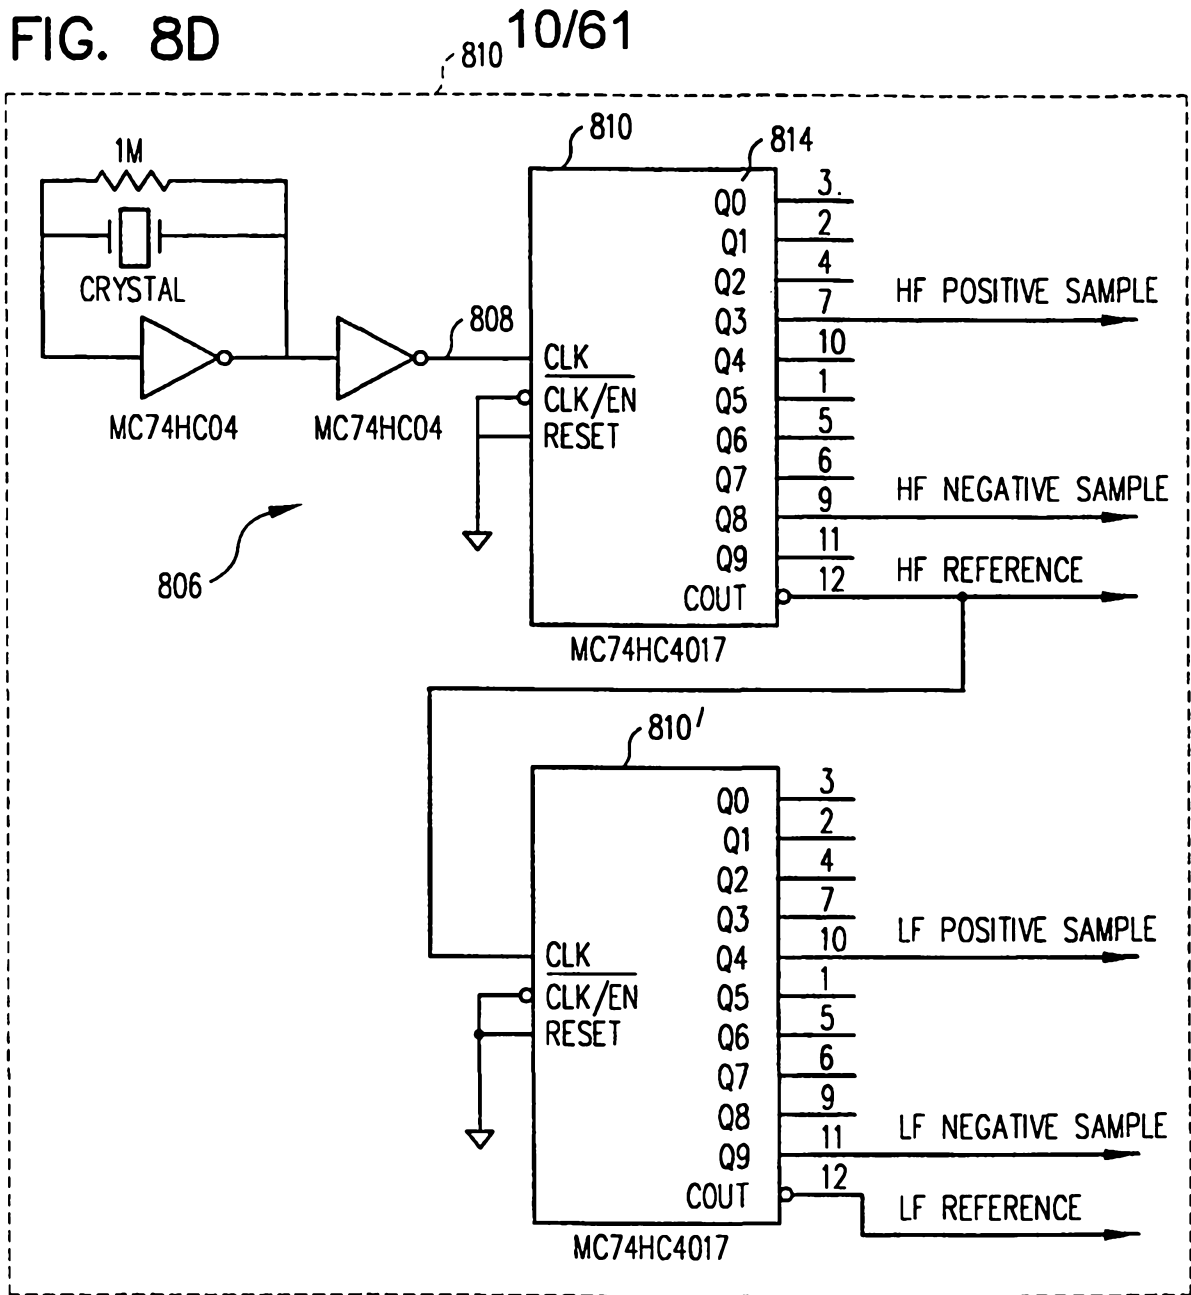 FIG. 8D
10/61
810
1M
CRYSTAL
MC74HC04
MC74HC04
808
806
810
814
CLK
CLK/EN
RESET
Q0 3.
Q1 2
Q2 4
Q3 7 HF POSITIVE SAMPLE
Q4 10
Q5 1
Q6 5
Q7 6
Q8 9 HF NEGATIVE SAMPLE
Q9 11
COUT 12 HF REFERENCE
MC74HC4017
810'
CLK
CLK/EN
RESET
Q0 3
Q1 2
Q2 4
Q3 7
Q4 10 LF POSITIVE SAMPLE
Q5 1
Q6 5
Q7 6
Q8 9
Q9 11 LF NEGATIVE SAMPLE
COUT 12 LF REFERENCE
MC74HC4017